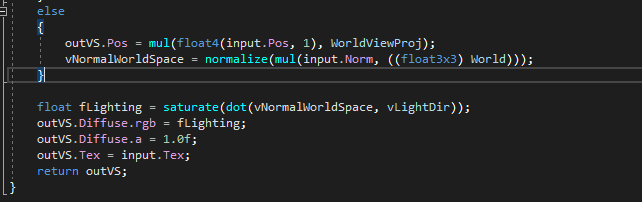 else
{
outVS.Pos = mul(float4(input.Pos, 1), WorldViewProj);
vNormalWorldSpace = normalize(mul(input.Norm, ((float3x3) World)));
}
float fLighting = saturate(dot(vNormalWorldSpace, vLightDir));
outVS.Diffuse.rgb = fLighting;
outVS.Diffuse.a = 1.0f;
outVS.Tex = input.Tex;
return outVS;
}